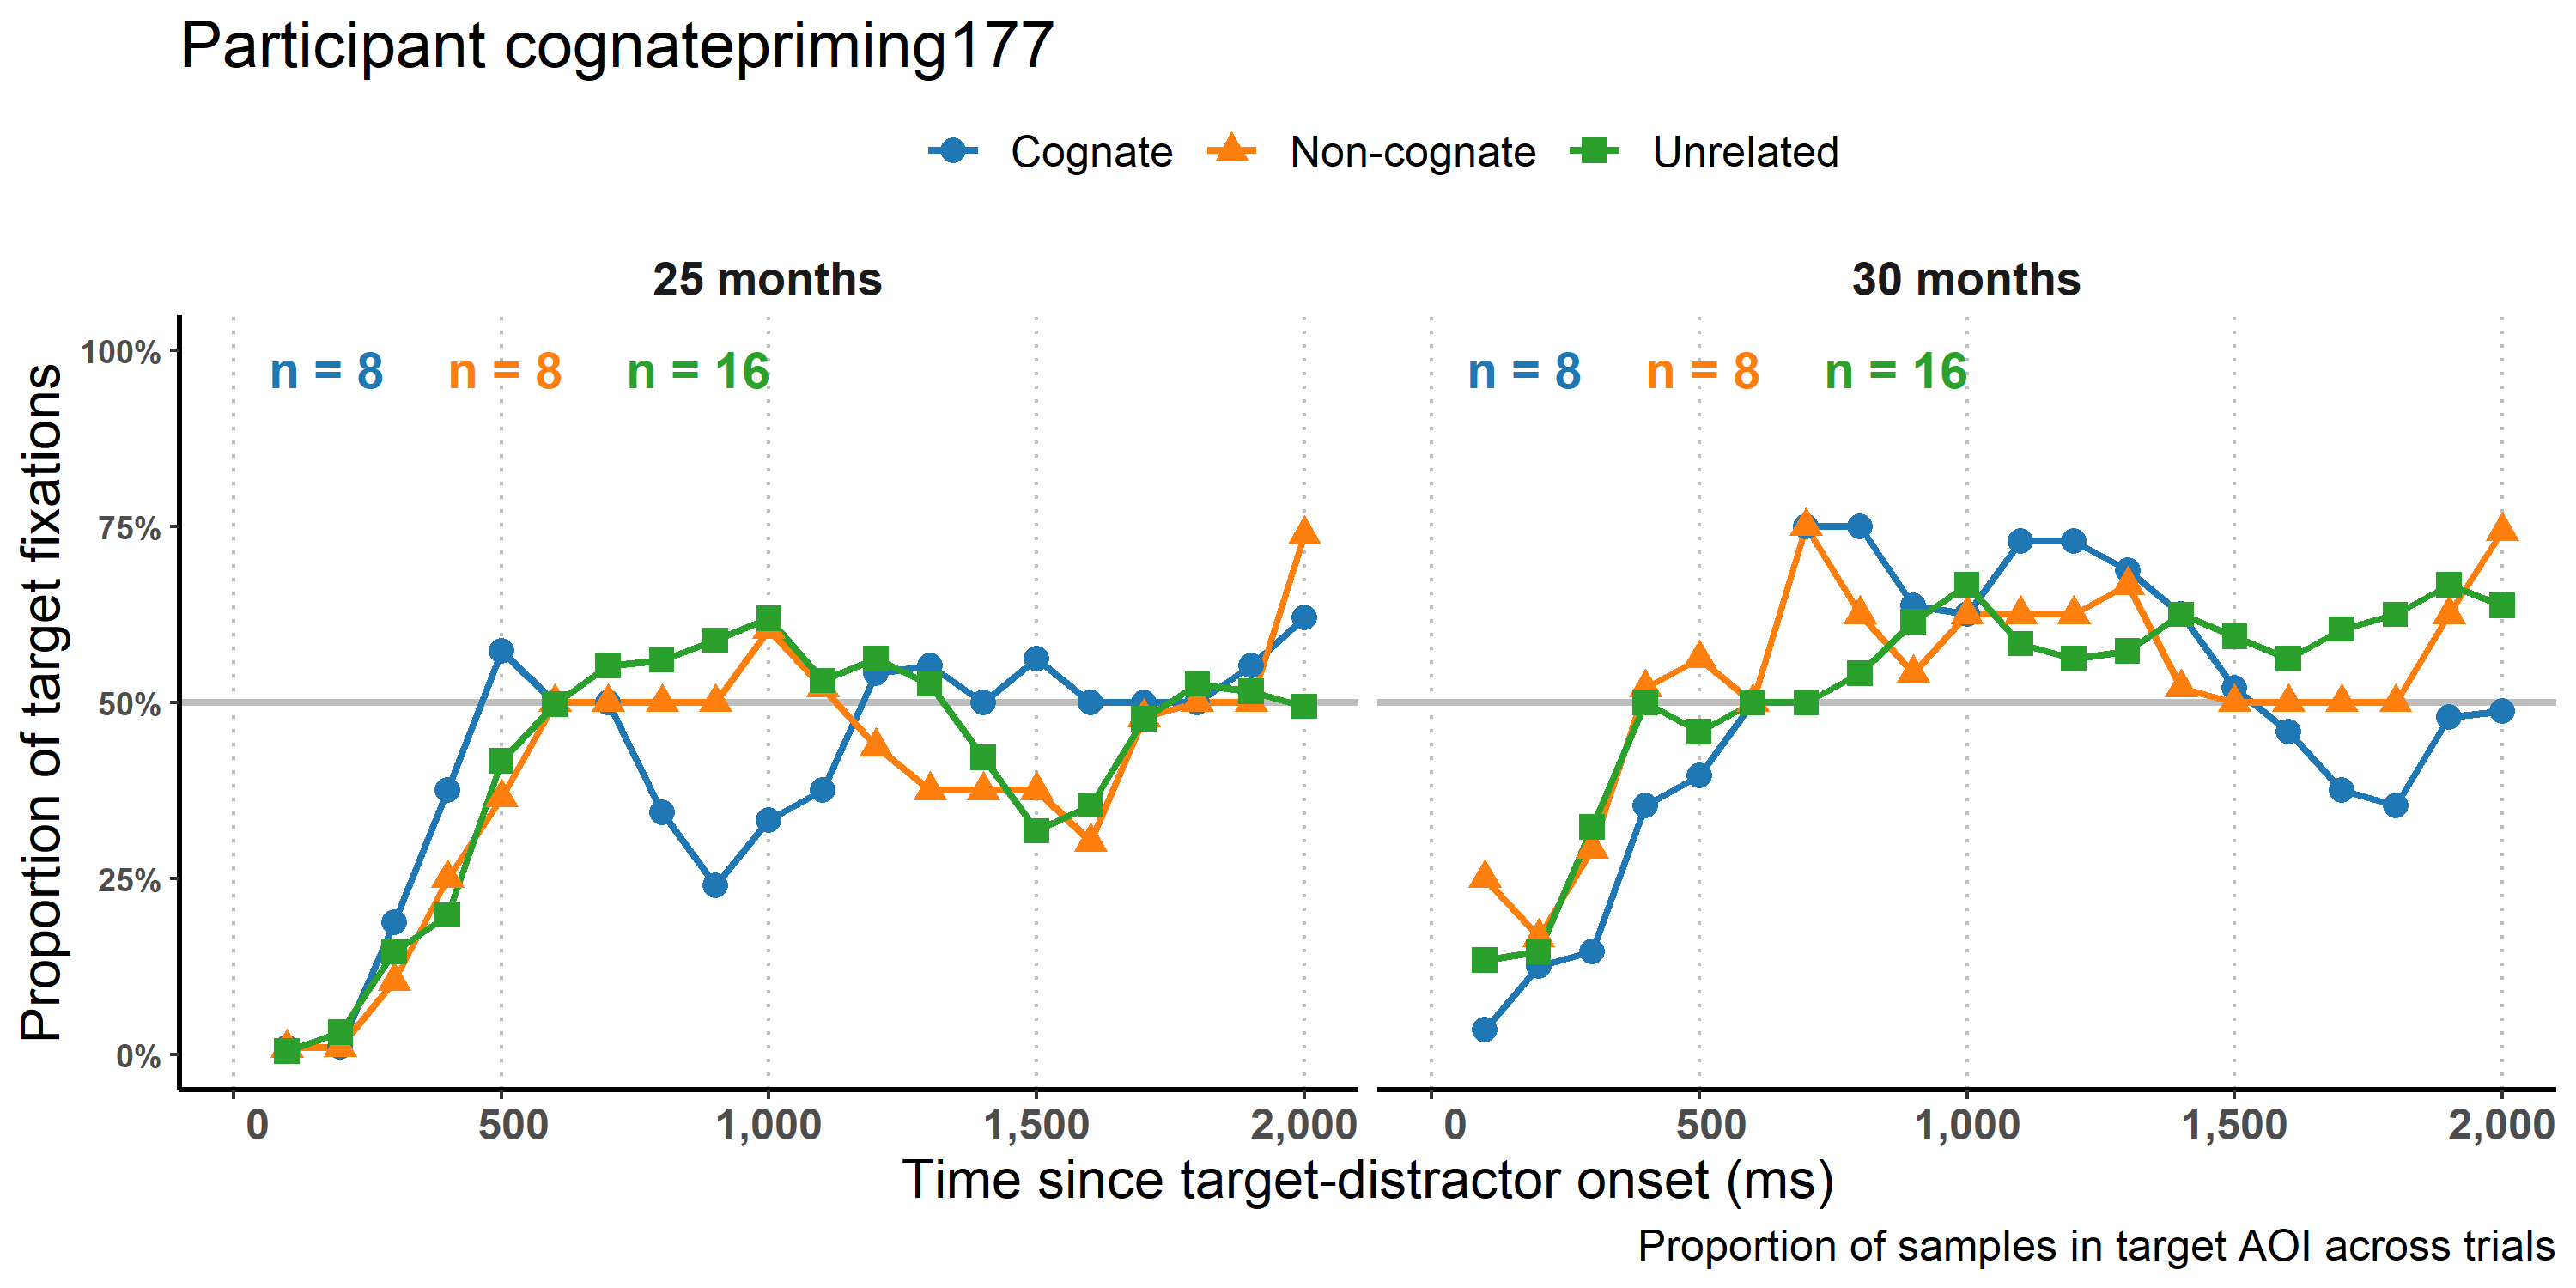 Participant cognatepriming177
Cognate Non-cognate Unrelated
25 months 30 months
n = 8 n = 8 n = 16 n = 8 n = 8 n = 16
100%
75%
50%
25%
0%
Proportion of target fixations
0 500 1,000 1,500 2,000 0 500 1,000 1,500 2,000
Time since target-distractor onset (ms)
Proportion of samples in target AOI across trials